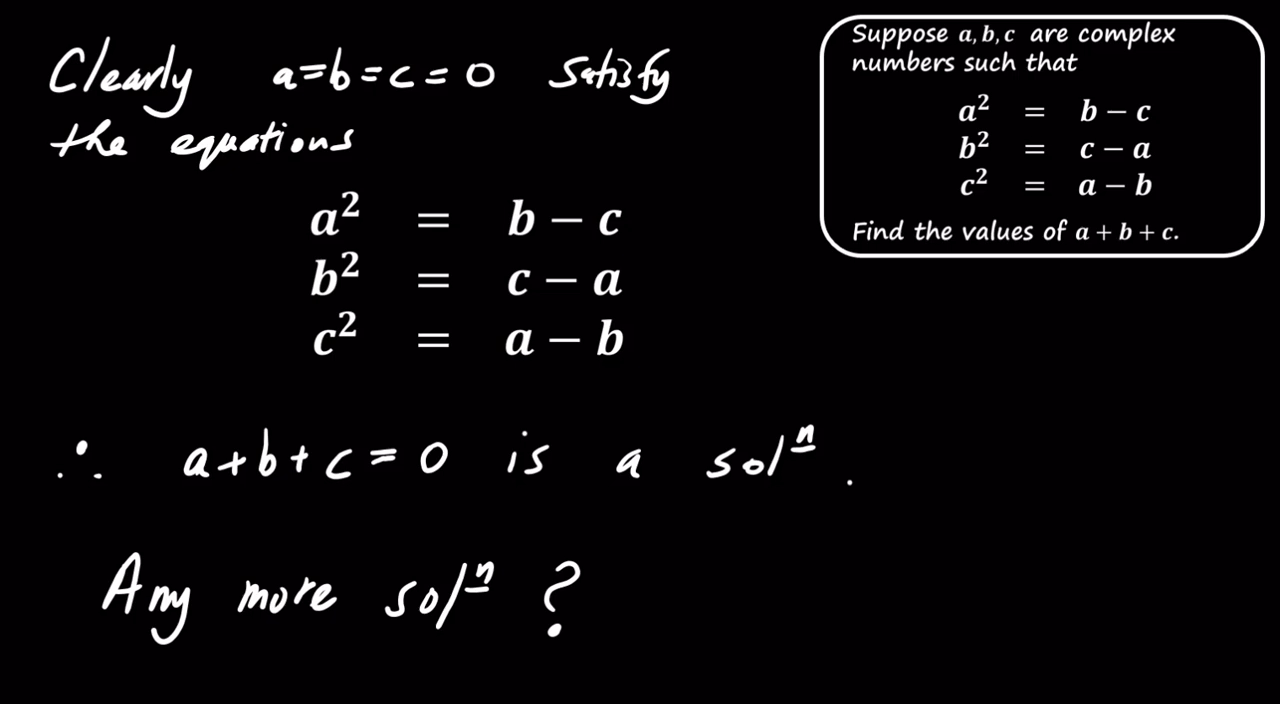 Clearly a=b=c=0 satisfy
the equations
a² = b − c
b² = c − a
c² = a − b
∴ a+b+c=0 is a solⁿ.
Any more solⁿ ?
Suppose a, b, c are complex
numbers such that
a² = b − c
b² = c − a
c² = a − b
Find the values of a + b + c.